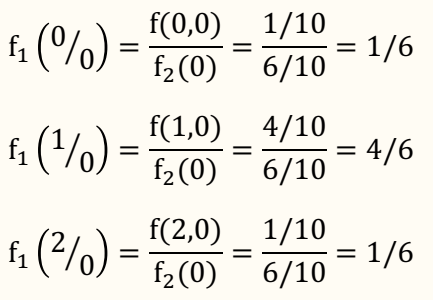 f₁ (0/0) = f(0,0)/f₂(0) = 1/10 / 6/10 = 1/6
f₁ (1/0) = f(1,0)/f₂(0) = 4/10 / 6/10 = 4/6
f₁ (2/0) = f(2,0)/f₂(0) = 1/10 / 6/10 = 1/6